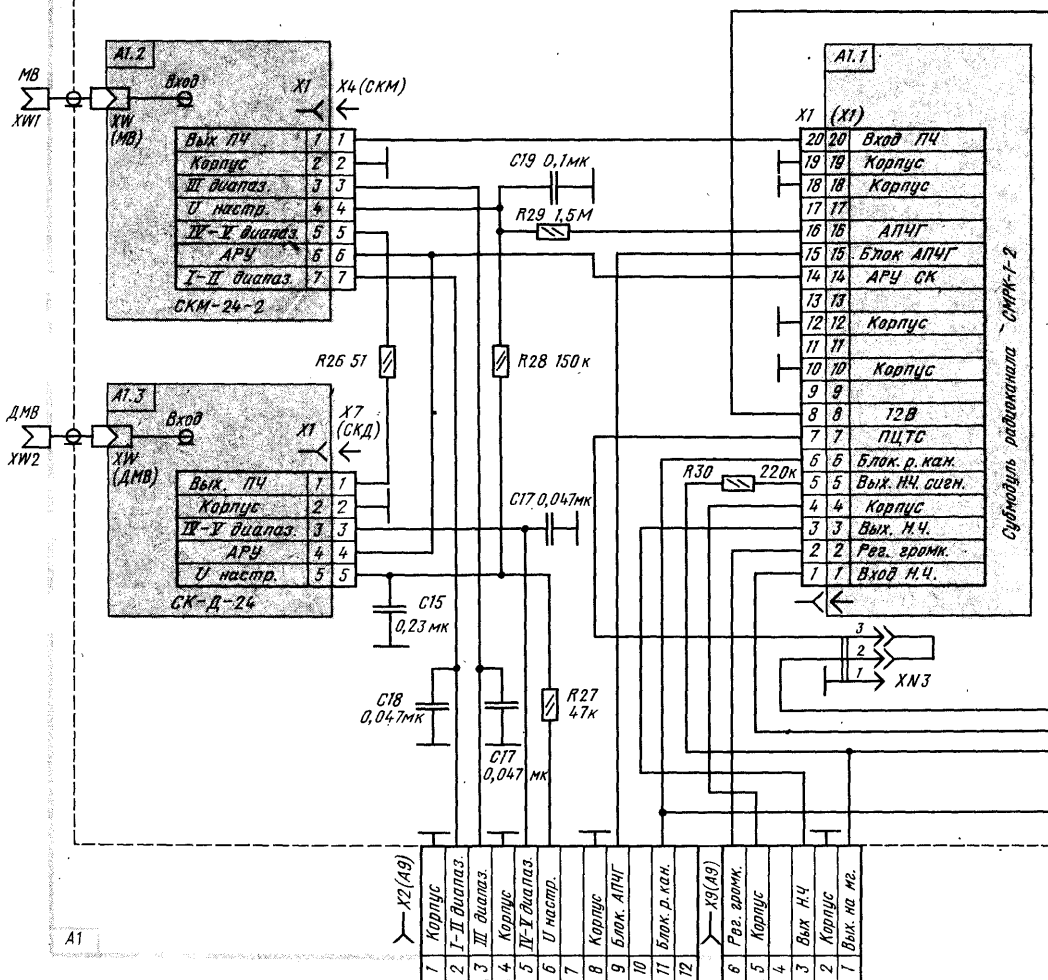 A1.2
МВ
XW1
XW (МВ)
Вход
X1
X4 (СКМ)
Вых ПЧ 1 1
Корпус 2 2
III диапаз. 3 3
U настр. 4 4
IV-V диапаз. 5 5
АРУ 6 6
I-II диапаз. 7 7
СКМ-24-2
R26 51
R28 150к
C19 0,1мк
R29 1,5М
A1.3
ДМВ
XW2
XW (ДМВ)
Вход
X1
X7 (СКД)
Вых. ПЧ 1 1
Корпус 2 2
IV-V диапаз. 3 3
АРУ 4 4
U настр. 5 5
СК-Д-24
C17 0,047мк
C15
0,23 мк
C18
0,047мк
C17
0,047 мк
R27
47к
R30 220к
A1.1
X1 (X1)
20 20 Вход ПЧ
19 19 Корпус
18 18 Корпус
17 17
16 16 АПЧГ
15 15 Блок АПЧГ
14 14 АРУ СК
13 13
12 12 Корпус
11 11
10 10 Корпус
9 9
8 8 12В
7 7 ПЦТС
6 6 Блок. р. кан.
5 5 Вых. НЧ сигн.
4 4 Корпус
3 3 Вых. Н.Ч.
2 2 Рег. громк.
1 1 Вход Н.Ч.
Субмодуль радиоканала СМРК-1-2
3
2
1
XN3
X2 (A9)
1 Корпус
2 I-II диапаз.
3 III диапаз.
4 Корпус
5 IV-V диапаз.
6 U настр.
7
8 Корпус
9 Блок. АПЧГ
10
11 Блок. р. кан.
12
X9 (A9)
6 Рег. громк.
5 Корпус
4
3 Вых Н.Ч
2 Корпус
1 Вых. на мг.
A1